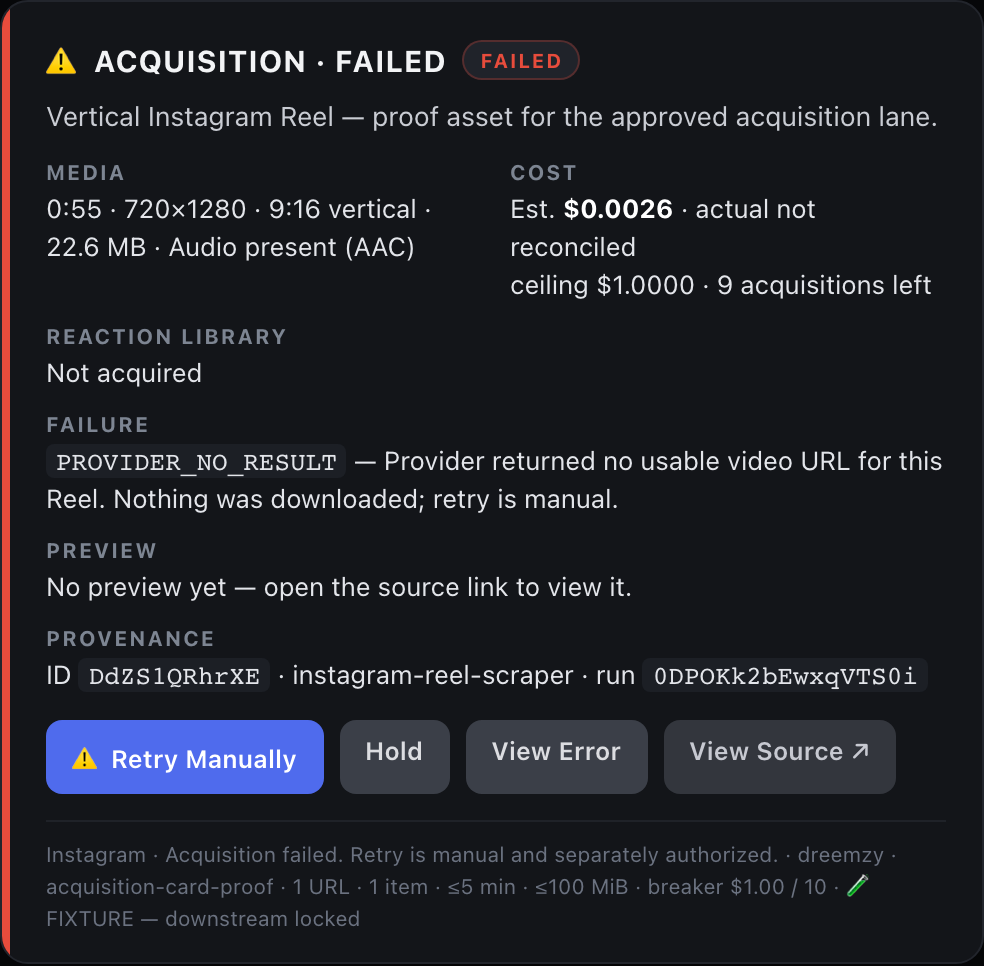 ⚠️ ACQUISITION · FAILED FAILED
Vertical Instagram Reel — proof asset for the approved acquisition lane.
MEDIA
0:55 · 720×1280 · 9:16 vertical ·
22.6 MB · Audio present (AAC)
COST
Est. $0.0026 · actual not
reconciled
ceiling $1.0000 · 9 acquisitions left
REACTION LIBRARY
Not acquired
FAILURE
PROVIDER_NO_RESULT — Provider returned no usable video URL for this
Reel. Nothing was downloaded; retry is manual.
PREVIEW
No preview yet — open the source link to view it.
PROVENANCE
ID DdZS1QRhrXE · instagram-reel-scraper · run 0DPOKk2bEwxqVTS0i
⚠️ Retry Manually
Hold
View Error
View Source ↗
Instagram · Acquisition failed. Retry is manual and separately authorized. · dreemzy ·
acquisition-card-proof · 1 URL · 1 item · ≤5 min · ≤100 MiB · breaker $1.00 / 10 · 🧪
FIXTURE — downstream locked